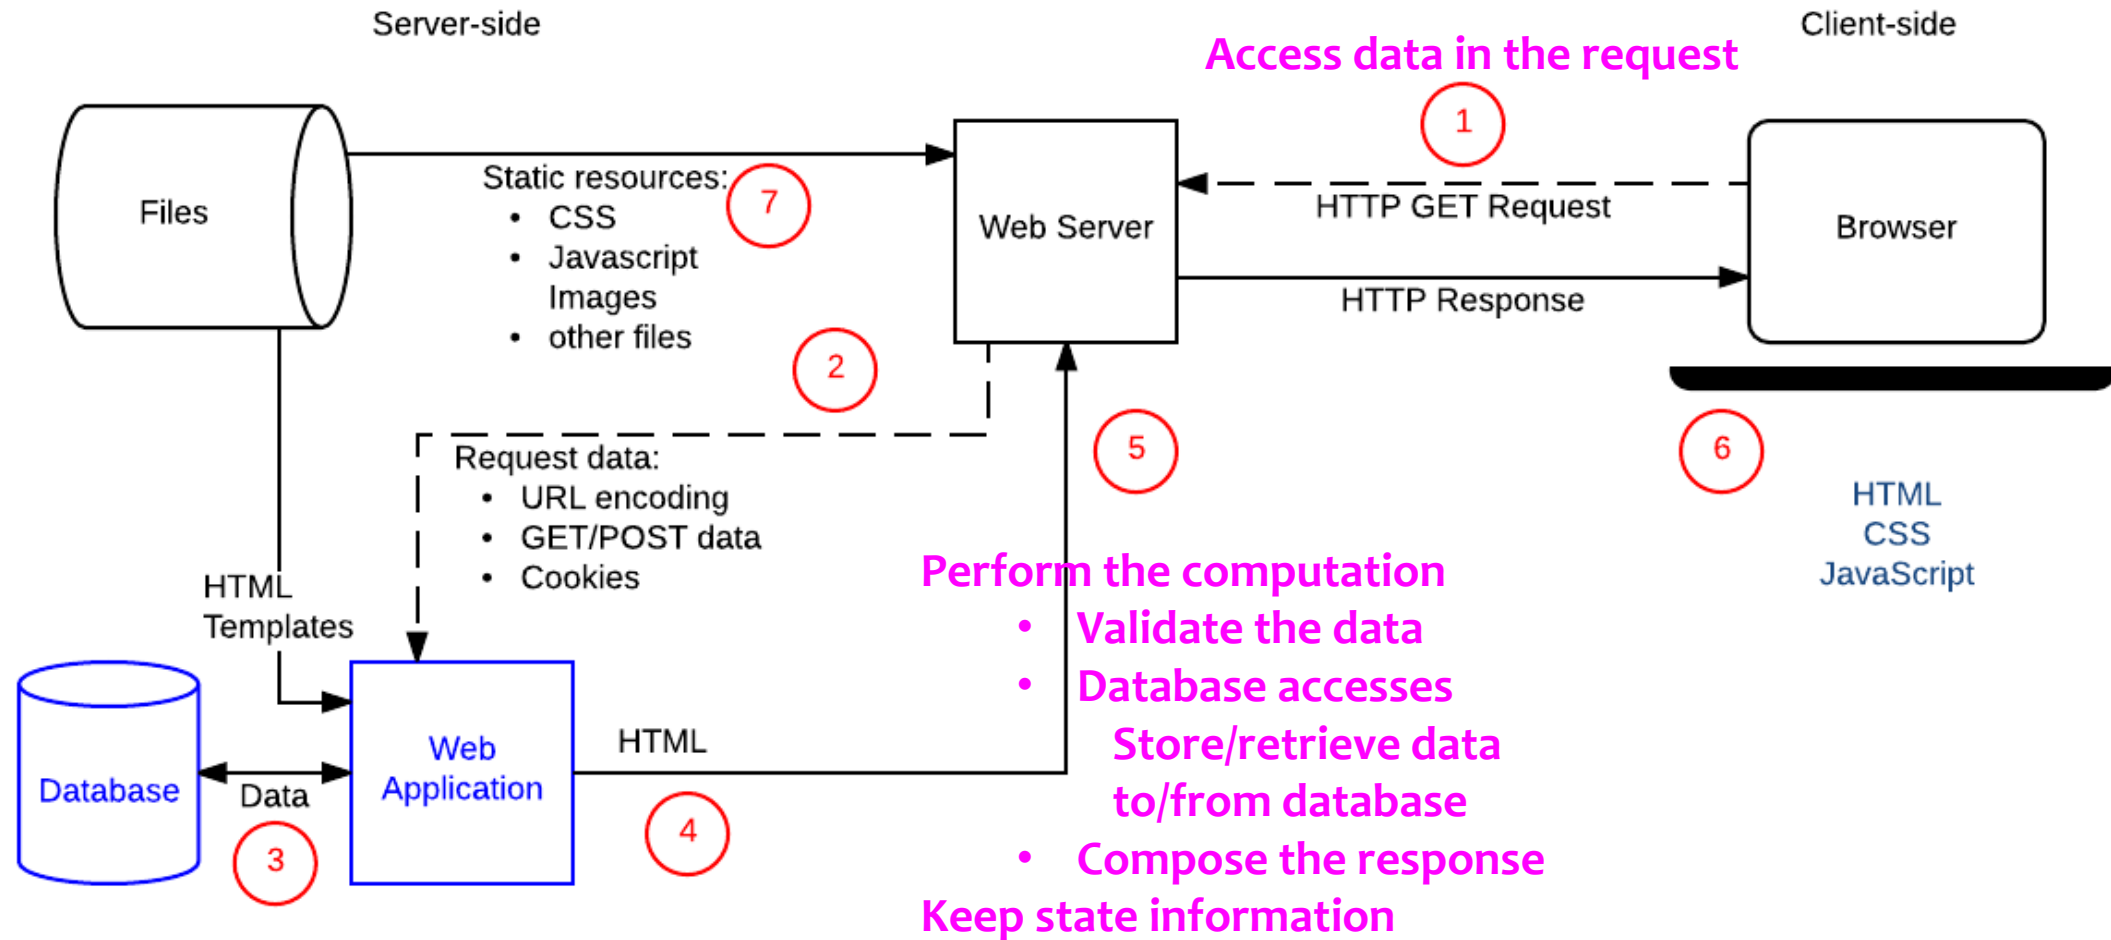 Server-side
Client-side
Access data in the request
1
Files
Static resources:
• CSS
• Javascript
Images
• other files
7
Web Server
HTTP GET Request
HTTP Response
Browser
2
Request data:
• URL encoding
• GET/POST data
• Cookies
5
6
HTML
CSS
JavaScript
HTML
Templates
Perform the computation
• Validate the data
• Database accesses
Store/retrieve data
to/from database
• Compose the response
Keep state information
Database
Data
3
Web
Application
HTML
4